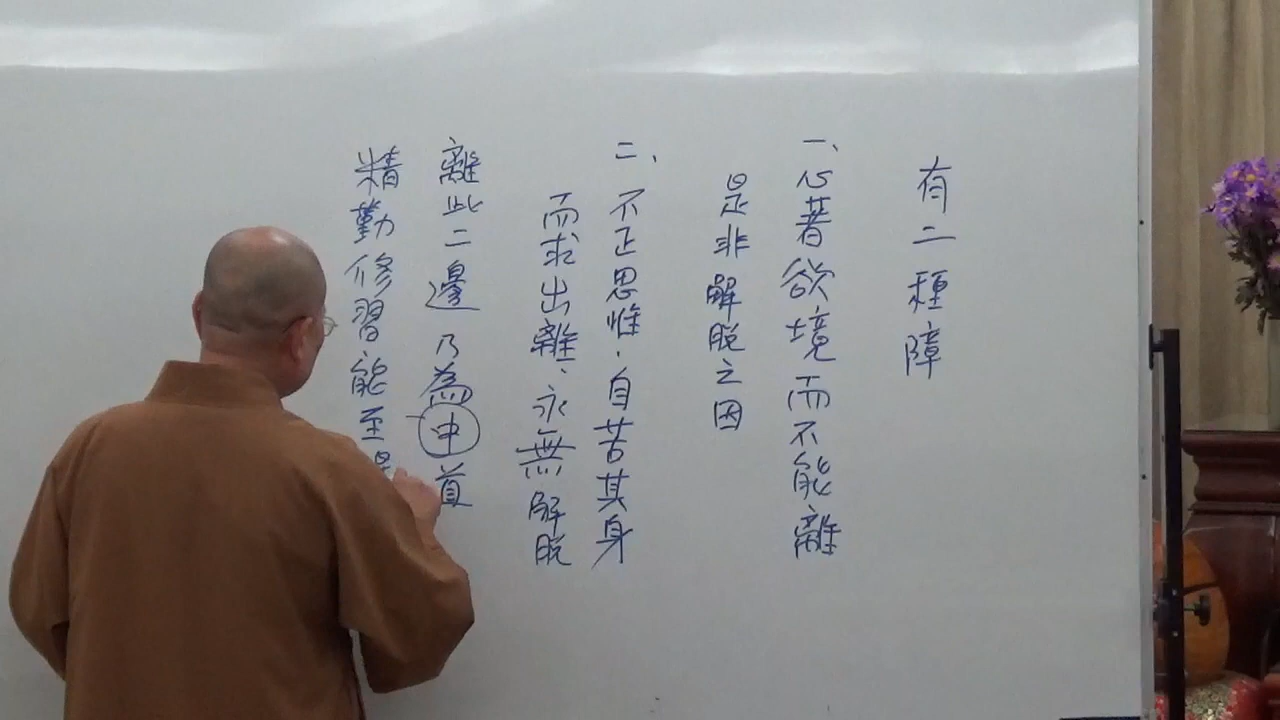 有二種障
一、心著欲境而不能離
是非解脫之因
二、不正思惟.自苦其身
而求出離、永無解脫
離此二邊乃為中道
精勤修習能至